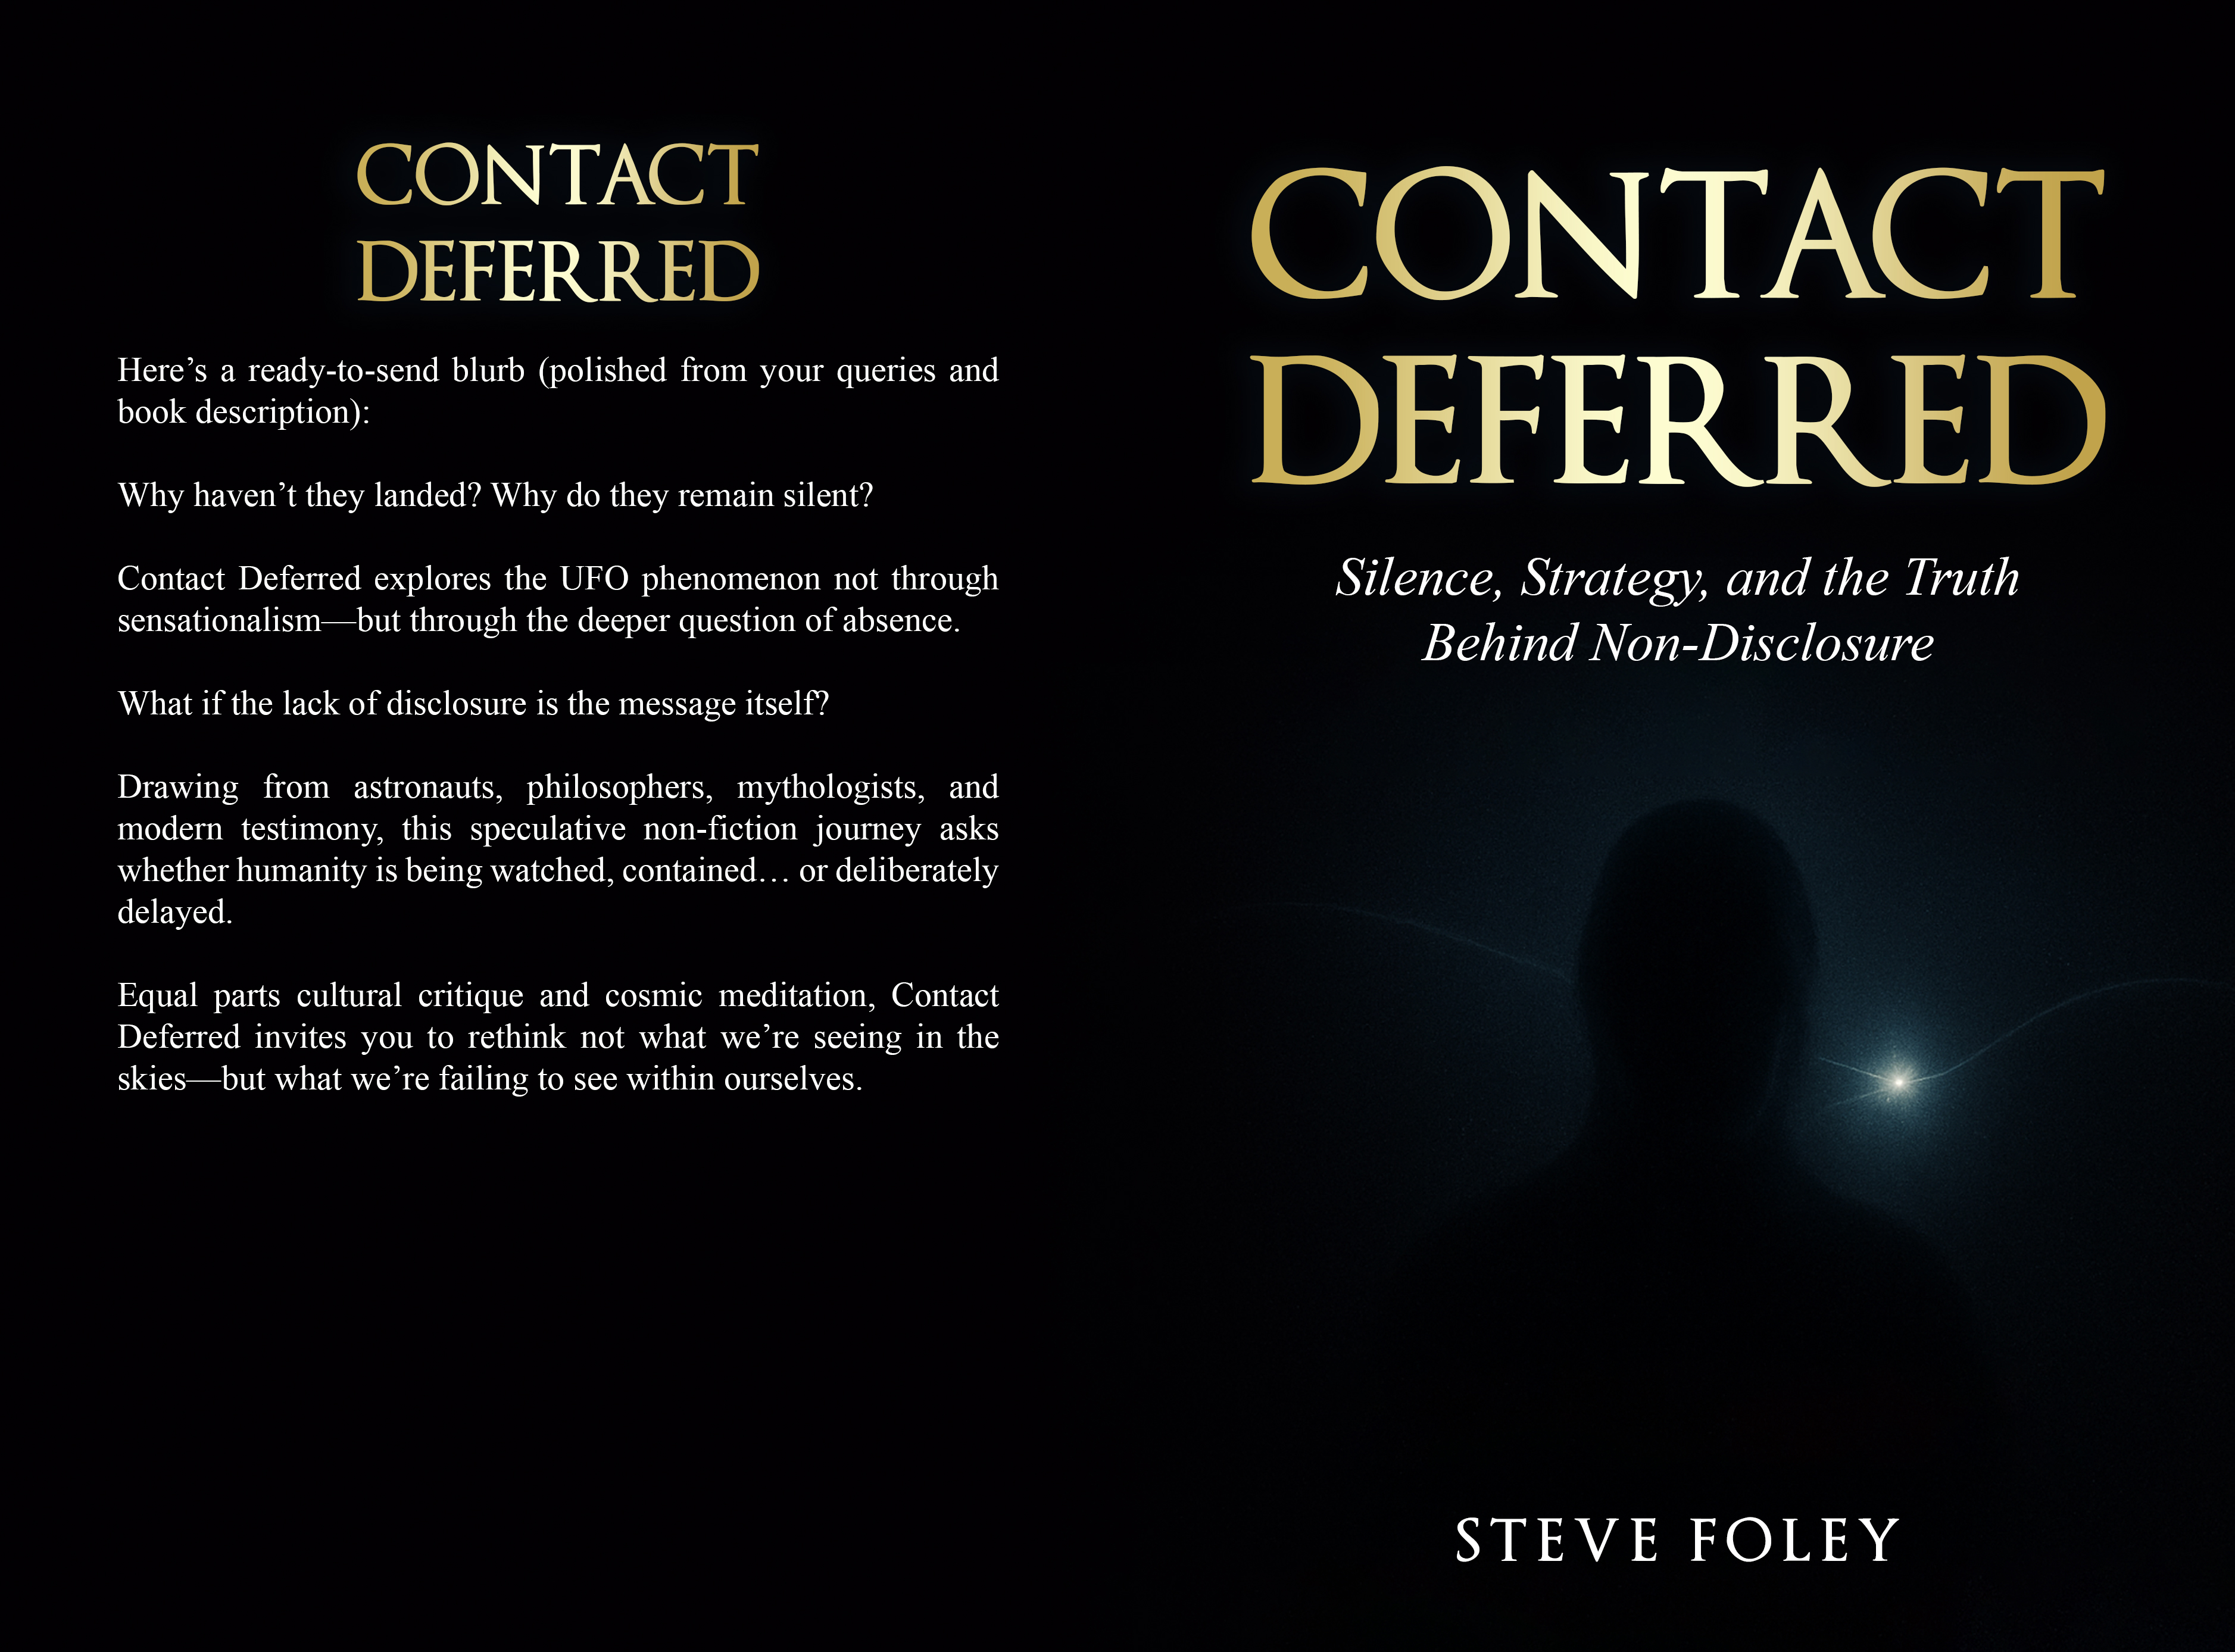 CONTACT
DEFERRED
Here’s a ready-to-send blurb (polished from your queries and
book description):
Why haven’t they landed? Why do they remain silent?
Contact Deferred explores the UFO phenomenon not through
sensationalism—but through the deeper question of absence.
What if the lack of disclosure is the message itself?
Drawing from astronauts, philosophers, mythologists, and
modern testimony, this speculative non-fiction journey asks
whether humanity is being watched, contained… or deliberately
delayed.
Equal parts cultural critique and cosmic meditation, Contact
Deferred invites you to rethink not what we’re seeing in the
skies—but what we’re failing to see within ourselves.
CONTACT
DEFERRED
Silence, Strategy, and the Truth
Behind Non-Disclosure
STEVE FOLEY